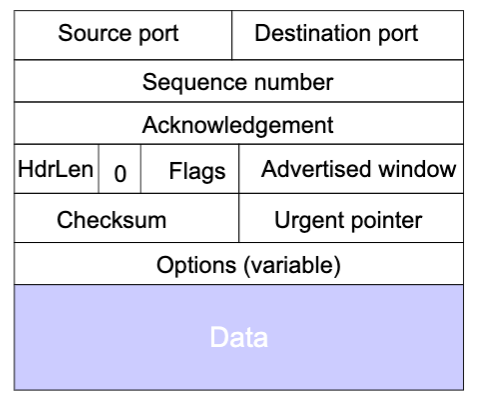 Source port Destination port
Sequence number
Acknowledgement
HdrLen 0 Flags Advertised window
Checksum Urgent pointer
Options (variable)
Data